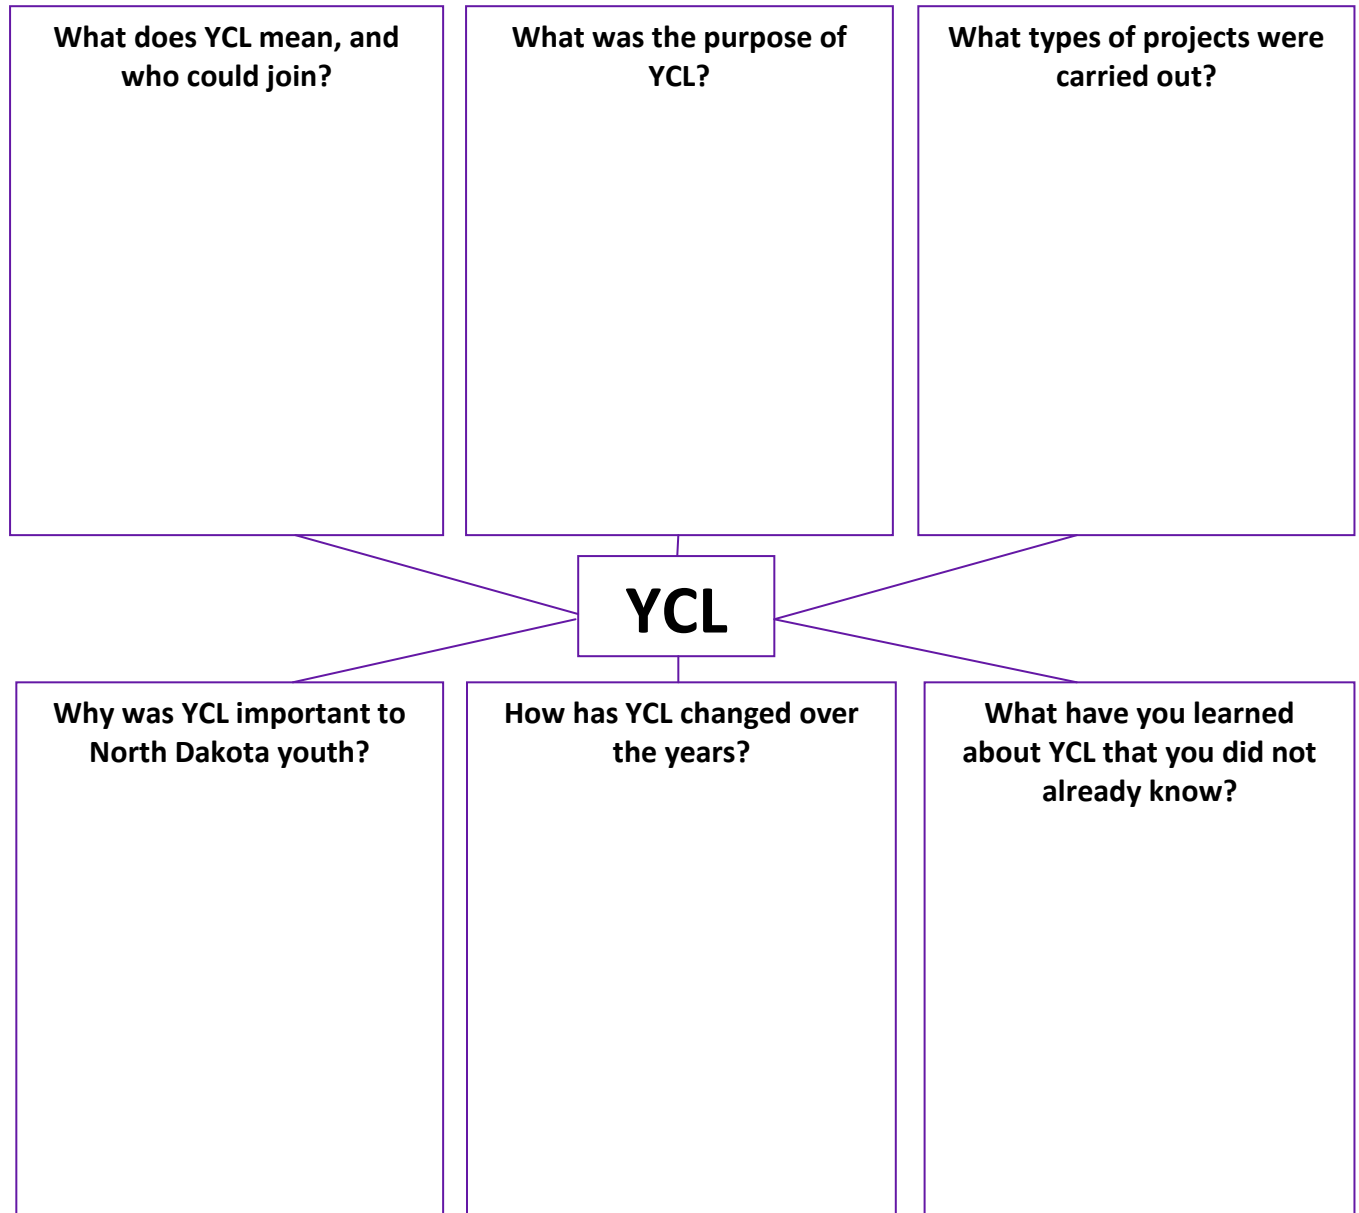 What does YCL mean, and
who could join?
What was the purpose of
YCL?
What types of projects were
carried out?
YCL
Why was YCL important to
North Dakota youth?
How has YCL changed over
the years?
What have you learned
about YCL that you did not
already know?